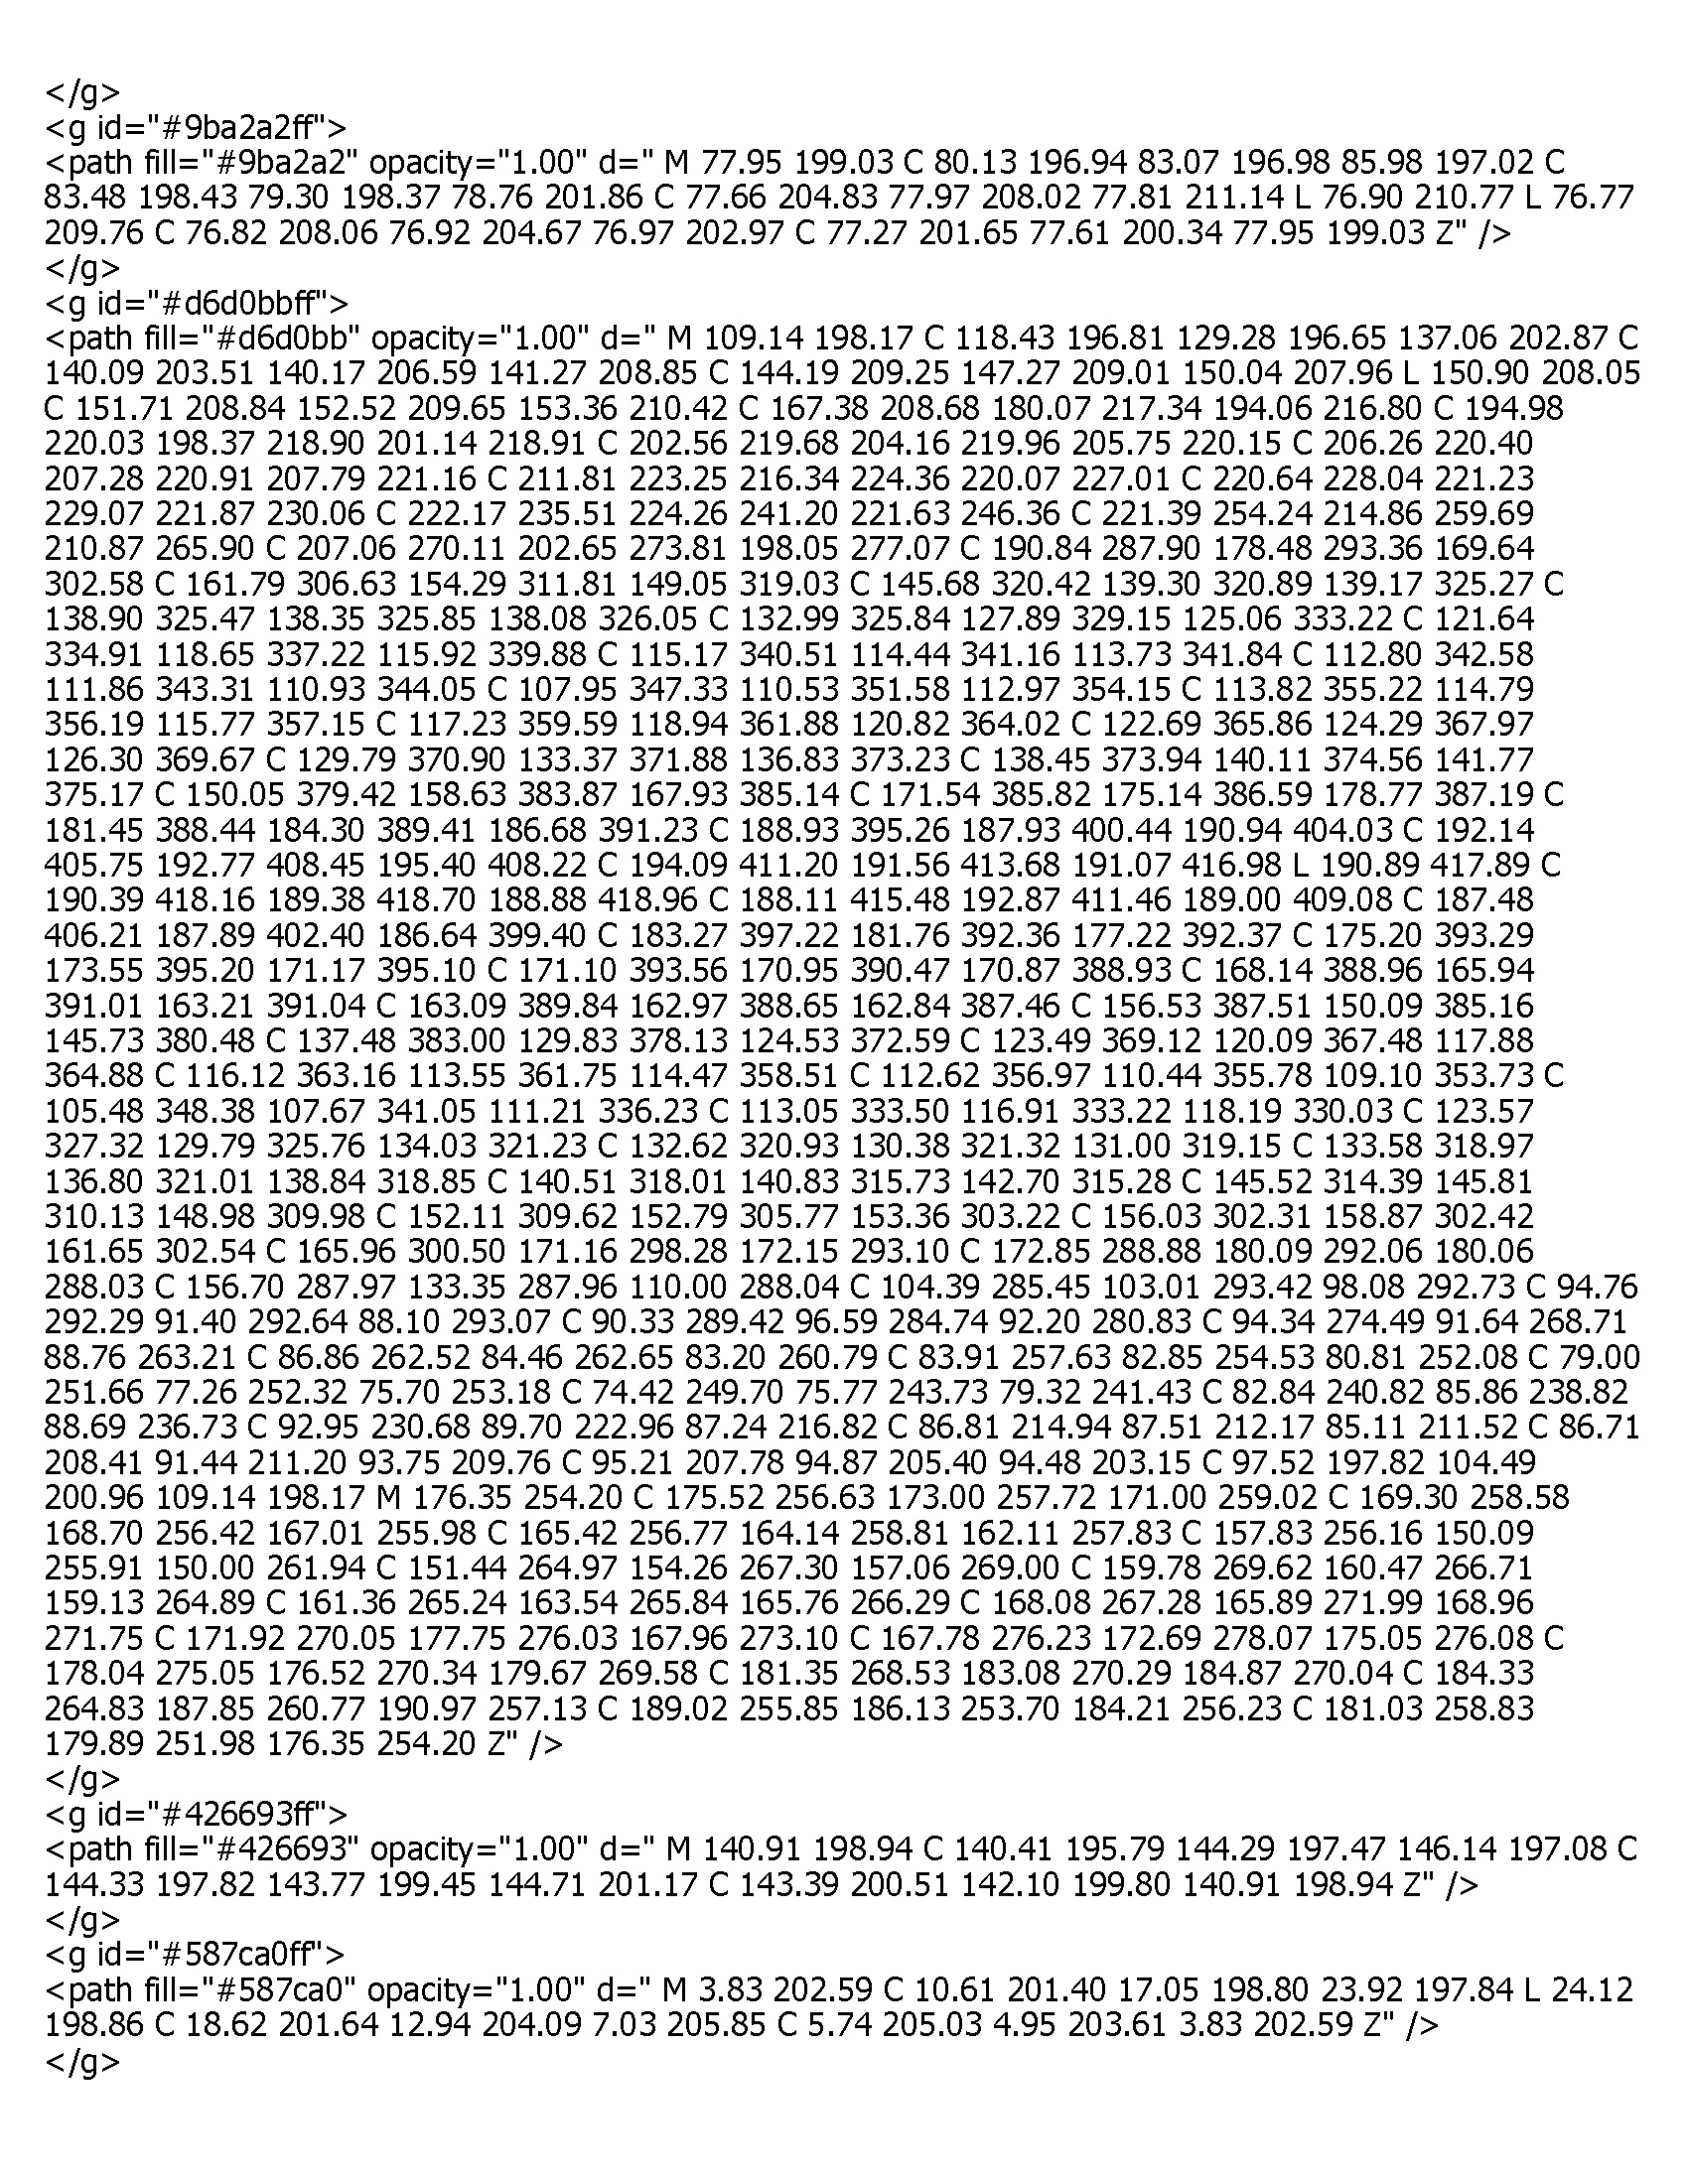 </g>
<g id="#9ba2a2ff">
<path fill="#9ba2a2" opacity="1.00" d=" M 77.95 199.03 C 80.13 196.94 83.07 196.98 85.98 197.02 C
83.48 198.43 79.30 198.37 78.76 201.86 C 77.66 204.83 77.97 208.02 77.81 211.14 L 76.90 210.77 L 76.77
209.76 C 76.82 208.06 76.92 204.67 76.97 202.97 C 77.27 201.65 77.61 200.34 77.95 199.03 Z" />
</g>
<g id="#d6d0bbff">
<path fill="#d6d0bb" opacity="1.00" d=" M 109.14 198.17 C 118.43 196.81 129.28 196.65 137.06 202.87 C
140.09 203.51 140.17 206.59 141.27 208.85 C 144.19 209.25 147.27 209.01 150.04 207.96 L 150.90 208.05
C 151.71 208.84 152.52 209.65 153.36 210.42 C 167.38 208.68 180.07 217.34 194.06 216.80 C 194.98
220.03 198.37 218.90 201.14 218.91 C 202.56 219.68 204.16 219.96 205.75 220.15 C 206.26 220.40
207.28 220.91 207.79 221.16 C 211.81 223.25 216.34 224.36 220.07 227.01 C 220.64 228.04 221.23
229.07 221.87 230.06 C 222.17 235.51 224.26 241.20 221.63 246.36 C 221.39 254.24 214.86 259.69
210.87 265.90 C 207.06 270.11 202.65 273.81 198.05 277.07 C 190.84 287.90 178.48 293.36 169.64
302.58 C 161.79 306.63 154.29 311.81 149.05 319.03 C 145.68 320.42 139.30 320.89 139.17 325.27 C
138.90 325.47 138.35 325.85 138.08 326.05 C 132.99 325.84 127.89 329.15 125.06 333.22 C 121.64
334.91 118.65 337.22 115.92 339.88 C 115.17 340.51 114.44 341.16 113.73 341.84 C 112.80 342.58
111.86 343.31 110.93 344.05 C 107.95 347.33 110.53 351.58 112.97 354.15 C 113.82 355.22 114.79
356.19 115.77 357.15 C 117.23 359.59 118.94 361.88 120.82 364.02 C 122.69 365.86 124.29 367.97
126.30 369.67 C 129.79 370.90 133.37 371.88 136.83 373.23 C 138.45 373.94 140.11 374.56 141.77
375.17 C 150.05 379.42 158.63 383.87 167.93 385.14 C 171.54 385.82 175.14 386.59 178.77 387.19 C
181.45 388.44 184.30 389.41 186.68 391.23 C 188.93 395.26 187.93 400.44 190.94 404.03 C 192.14
405.75 192.77 408.45 195.40 408.22 C 194.09 411.20 191.56 413.68 191.07 416.98 L 190.89 417.89 C
190.39 418.16 189.38 418.70 188.88 418.96 C 188.11 415.48 192.87 411.46 189.00 409.08 C 187.48
406.21 187.89 402.40 186.64 399.40 C 183.27 397.22 181.76 392.36 177.22 392.37 C 175.20 393.29
173.55 395.20 171.17 395.10 C 171.10 393.56 170.95 390.47 170.87 388.93 C 168.14 388.96 165.94
391.01 163.21 391.04 C 163.09 389.84 162.97 388.65 162.84 387.46 C 156.53 387.51 150.09 385.16
145.73 380.48 C 137.48 383.00 129.83 378.13 124.53 372.59 C 123.49 369.12 120.09 367.48 117.88
364.88 C 116.12 363.16 113.55 361.75 114.47 358.51 C 112.62 356.97 110.44 355.78 109.10 353.73 C
105.48 348.38 107.67 341.05 111.21 336.23 C 113.05 333.50 116.91 333.22 118.19 330.03 C 123.57
327.32 129.79 325.76 134.03 321.23 C 132.62 320.93 130.38 321.32 131.00 319.15 C 133.58 318.97
136.80 321.01 138.84 318.85 C 140.51 318.01 140.83 315.73 142.70 315.28 C 145.52 314.39 145.81
310.13 148.98 309.98 C 152.11 309.62 152.79 305.77 153.36 303.22 C 156.03 302.31 158.87 302.42
161.65 302.54 C 165.96 300.50 171.16 298.28 172.15 293.10 C 172.85 288.88 180.09 292.06 180.06
288.03 C 156.70 287.97 133.35 287.96 110.00 288.04 C 104.39 285.45 103.01 293.42 98.08 292.73 C 94.76
292.29 91.40 292.64 88.10 293.07 C 90.33 289.42 96.59 284.74 92.20 280.83 C 94.34 274.49 91.64 268.71
88.76 263.21 C 86.86 262.52 84.46 262.65 83.20 260.79 C 83.91 257.63 82.85 254.53 80.81 252.08 C 79.00
251.66 77.26 252.32 75.70 253.18 C 74.42 249.70 75.77 243.73 79.32 241.43 C 82.84 240.82 85.86 238.82
88.69 236.73 C 92.95 230.68 89.70 222.96 87.24 216.82 C 86.81 214.94 87.51 212.17 85.11 211.52 C 86.71
208.41 91.44 211.20 93.75 209.76 C 95.21 207.78 94.87 205.40 94.48 203.15 C 97.52 197.82 104.49
200.96 109.14 198.17 M 176.35 254.20 C 175.52 256.63 173.00 257.72 171.00 259.02 C 169.30 258.58
168.70 256.42 167.01 255.98 C 165.42 256.77 164.14 258.81 162.11 257.83 C 157.83 256.16 150.09
255.91 150.00 261.94 C 151.44 264.97 154.26 267.30 157.06 269.00 C 159.78 269.62 160.47 266.71
159.13 264.89 C 161.36 265.24 163.54 265.84 165.76 266.29 C 168.08 267.28 165.89 271.99 168.96
271.75 C 171.92 270.05 177.75 276.03 167.96 273.10 C 167.78 276.23 172.69 278.07 175.05 276.08 C
178.04 275.05 176.52 270.34 179.67 269.58 C 181.35 268.53 183.08 270.29 184.87 270.04 C 184.33
264.83 187.85 260.77 190.97 257.13 C 189.02 255.85 186.13 253.70 184.21 256.23 C 181.03 258.83
179.89 251.98 176.35 254.20 Z" />
</g>
<g id="#426693ff">
<path fill="#426693" opacity="1.00" d=" M 140.91 198.94 C 140.41 195.79 144.29 197.47 146.14 197.08 C
144.33 197.82 143.77 199.45 144.71 201.17 C 143.39 200.51 142.10 199.80 140.91 198.94 Z" />
</g>
<g id="#587ca0ff">
<path fill="#587ca0" opacity="1.00" d=" M 3.83 202.59 C 10.61 201.40 17.05 198.80 23.92 197.84 L 24.12
198.86 C 18.62 201.64 12.94 204.09 7.03 205.85 C 5.74 205.03 4.95 203.61 3.83 202.59 Z" />
</g>